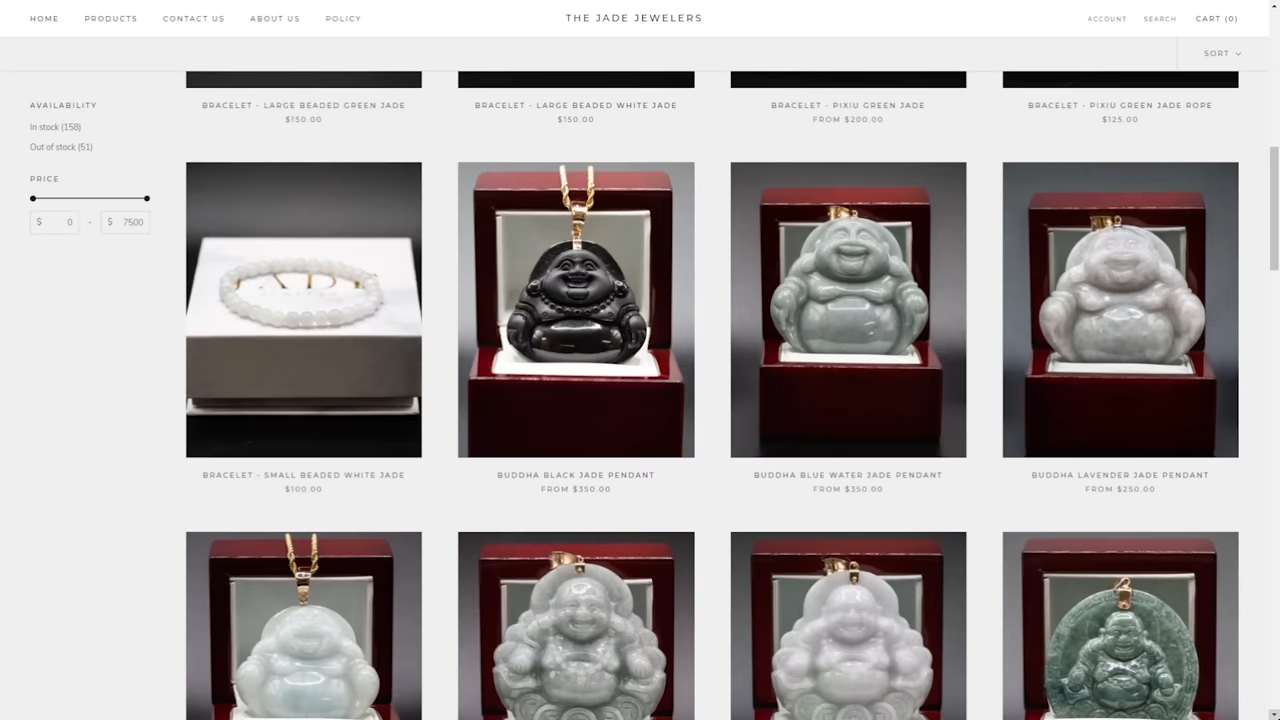 HOME PRODUCTS CONTACT US ABOUT US POLICY THE JADE JEWELERS ACCOUNT SEARCH CART (0)
SORT
AVAILABILITY
In stock (158)
Out of stock (51)
PRICE
$ 0 - $ 7500
BRACELET - LARGE BEADED GREEN JADE
$150.00
BRACELET - LARGE BEADED WHITE JADE
$150.00
BRACELET - PIXIU GREEN JADE
FROM $200.00
BRACELET - PIXIU GREEN JADE ROPE
$125.00
BRACELET - SMALL BEADED WHITE JADE
$100.00
BUDDHA BLACK JADE PENDANT
FROM $350.00
BUDDHA BLUE WATER JADE PENDANT
FROM $350.00
BUDDHA LAVENDER JADE PENDANT
FROM $250.00